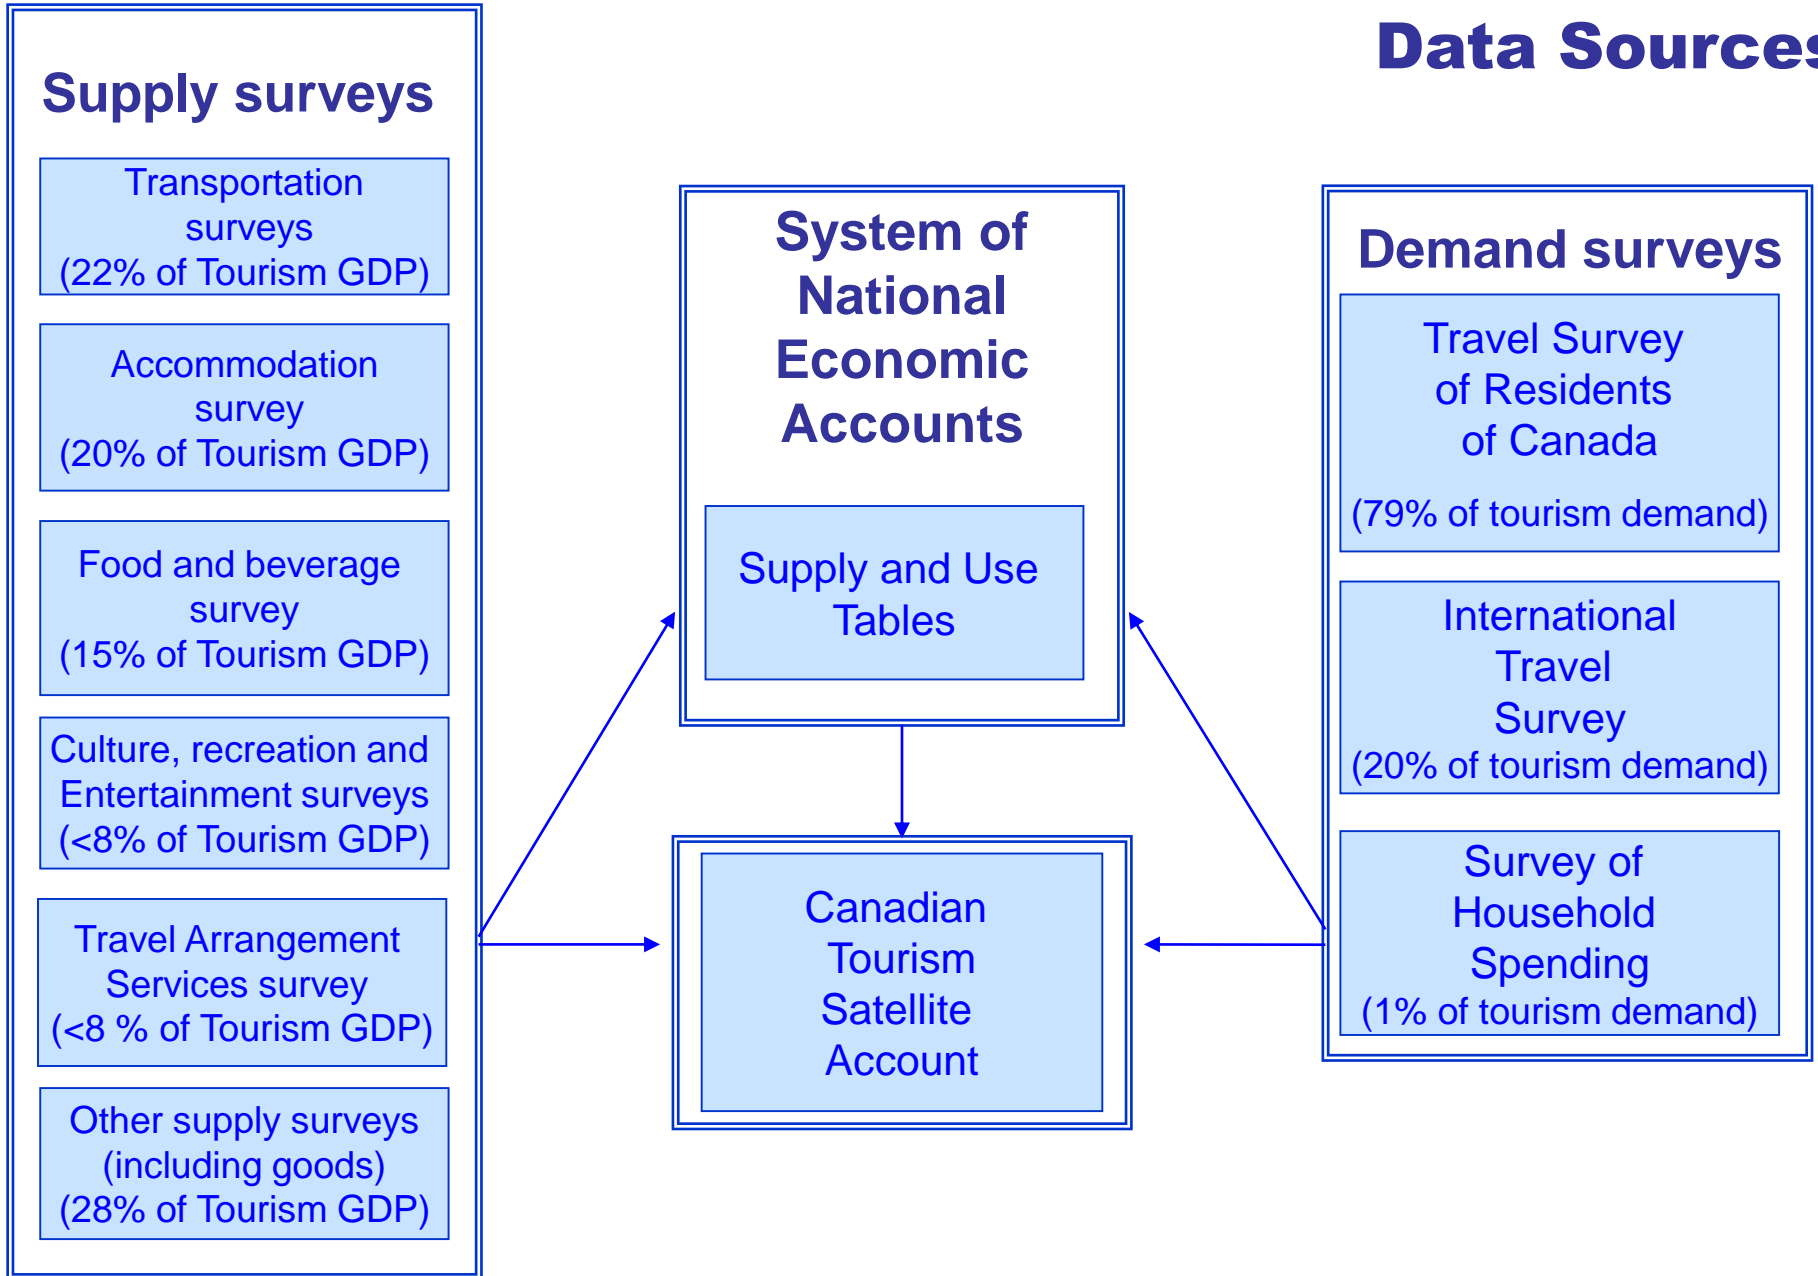 Data Sources
Supply surveys
Transportation
surveys
(22% of Tourism GDP)
Accommodation
survey
(20% of Tourism GDP)
Food and beverage
survey
(15% of Tourism GDP)
Culture, recreation and
Entertainment surveys
(<8% of Tourism GDP)
Travel Arrangement
Services survey
(<8 % of Tourism GDP)
Other supply surveys
(including goods)
(28% of Tourism GDP)
System of
National
Economic
Accounts
Supply and Use
Tables
Canadian
Tourism
Satellite
Account
Demand surveys
Travel Survey
of Residents
of Canada
(79% of tourism demand)
International
Travel
Survey
(20% of tourism demand)
Survey of
Household
Spending
(1% of tourism demand)